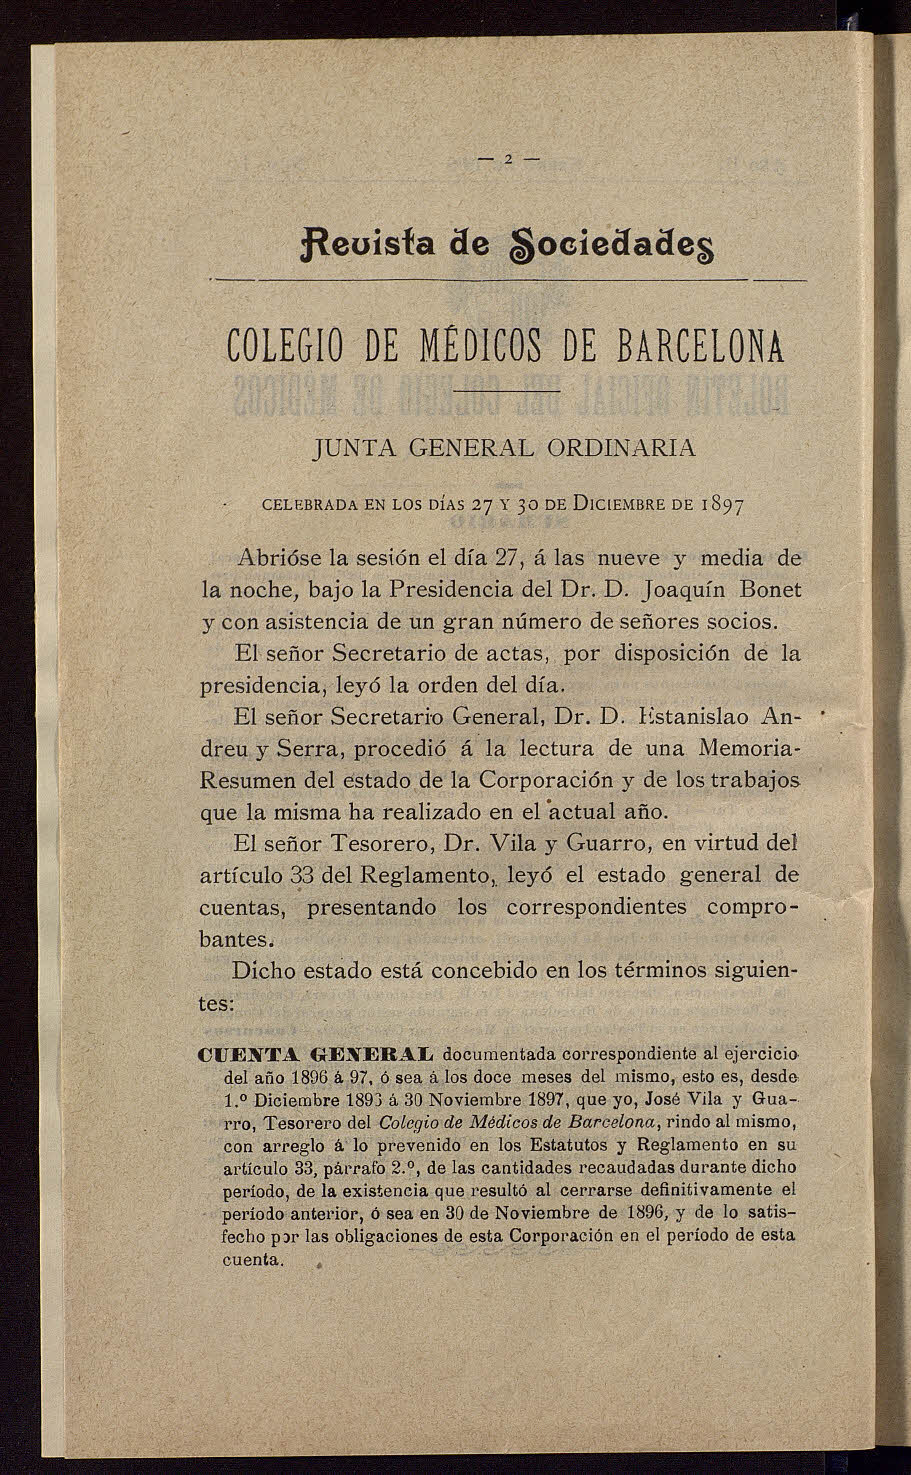 — 2 —
Revista de Sociedades
COLEGIO DE MÉDICOS DE BARCELONA
JUNTA GENERAL ORDINARIA
CELEBRADA EN LOS DÍAS 27 Y 30 DE DICIEMBRE DE 1897
Abrióse la sesión el día 27, á las nueve y media de
la noche, bajo la Presidencia del Dr. D. Joaquín Bonet
y con asistencia de un gran número de señores socios.
El señor Secretario de actas, por disposición de la
presidencia, leyó la orden del día.
El señor Secretario General, Dr. D. Estanislao An-
dreu y Serra, procedió á la lectura de una Memoria-
Resumen del estado de la Corporación y de los trabajos
que la misma ha realizado en el actual año.
El señor Tesorero, Dr. Vila y Guarro, en virtud del
artículo 33 del Reglamento, leyó el estado general de
cuentas, presentando los correspondientes compro-
bantes.
Dicho estado está concebido en los términos siguien-
tes:
CUENTA GENERAL documentada correspondiente al ejercicio
del año 1896 á 97, ó sea á los doce meses del mismo, esto es, desde
1.º Diciembre 1896 á 30 Noviembre 1897, que yo, José Vila y Gua-
rro, Tesorero del Colegio de Médicos de Barcelona, rindo al mismo,
con arreglo á lo prevenido en los Estatutos y Reglamento en su
artículo 33, párrafo 2.º, de las cantidades recaudadas durante dicho
período, de la existencia que resultó al cerrarse definitivamente el
período anterior, ó sea en 30 de Noviembre de 1896, y de lo satis-
fecho por las obligaciones de esta Corporación en el período de esta
cuenta.